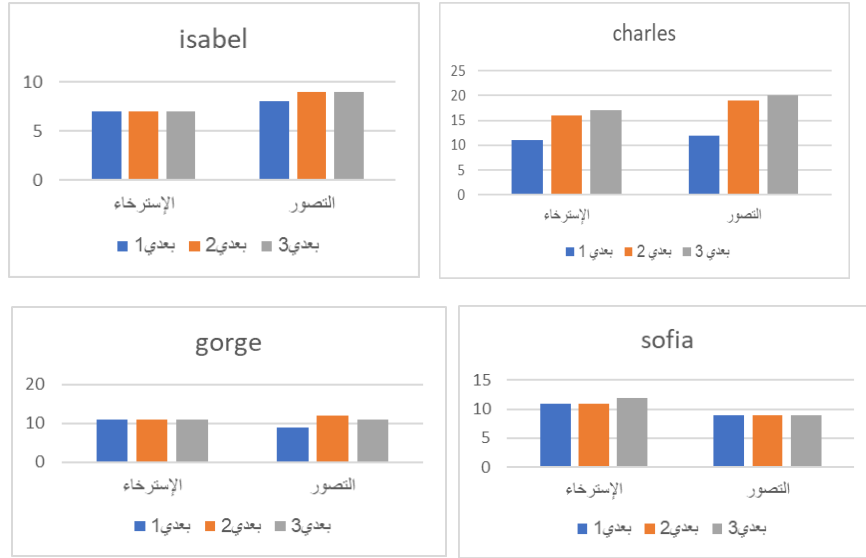 isabel
10
5
0
الإسترخاء التصور
بعدي1 بعدي2 بعدي3
charles
25
20
15
10
5
0
الإسترخاء التصور
بعدي 1 بعدي 2 بعدي 3
gorge
20
10
0
الإسترخاء التصور
بعدي1 بعدي2 بعدي3
sofia
15
10
5
0
الإسترخاء التصور
بعدي1 بعدي2 بعدي3